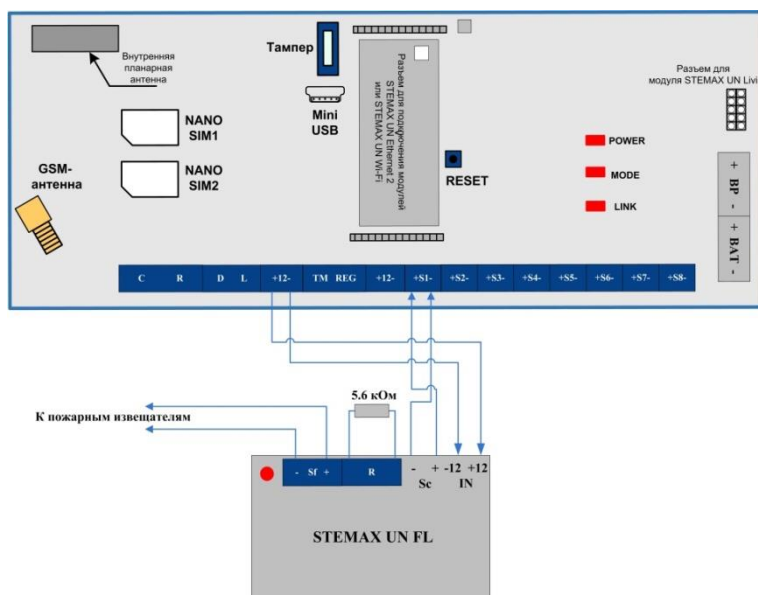 Внутренняя
планарная
антенна
Тампер
Mini
USB
NANO
SIM1
NANO
SIM2
GSM-
антенна
Разъем для подключения модулей
STEMAX UN Ethernet 2
или STEMAX UN Wi-Fi
RESET
POWER
MODE
LINK
Разъем для
модуля STEMAX UN Livi
+ BP -
+ BAT -
C R D L +12- TM REG +12- +S1- +S2- +S3- +S4- +S5- +S6- +S7- +S8-
5.6 кОм
К пожарным извещателям
- Sf + R - + -12 +12
Sc IN
STEMAX UN FL